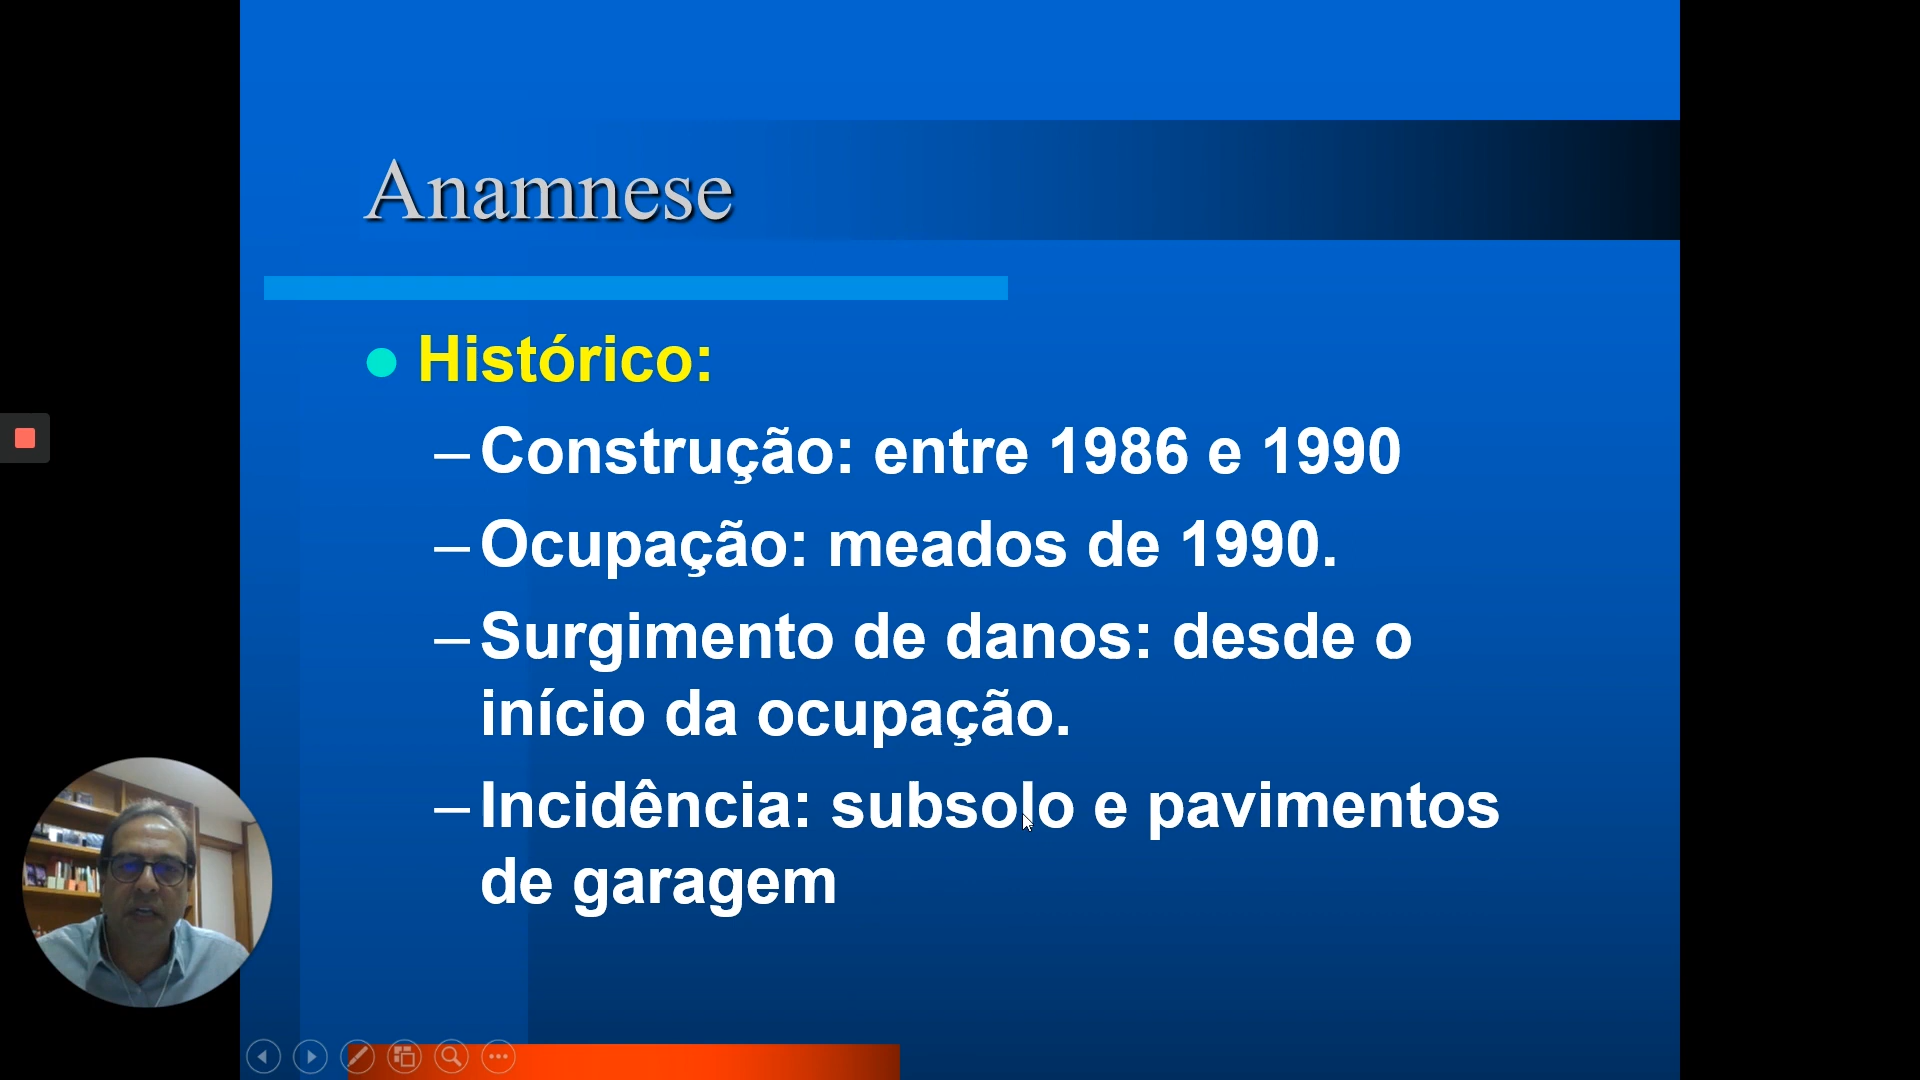 Anamnese
Histórico:
– Construção: entre 1986 e 1990
– Ocupação: meados de 1990.
– Surgimento de danos: desde o
início da ocupação.
– Incidência: subsolo e pavimentos
de garagem